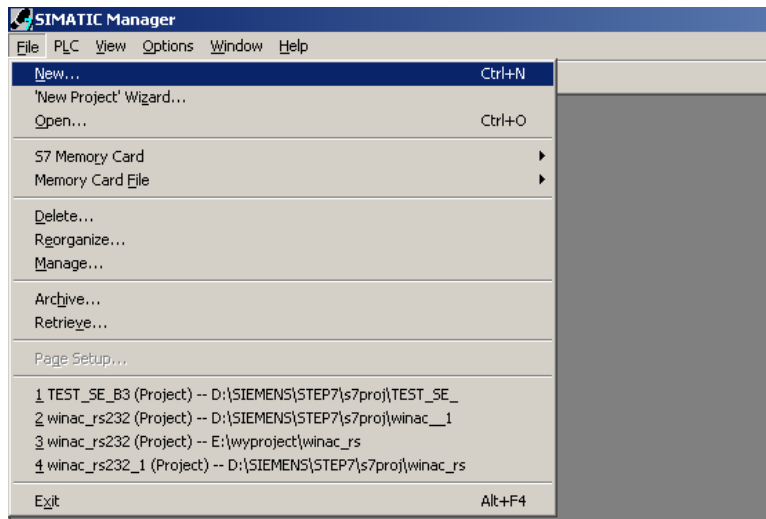 SIMATIC Manager
File PLC View Options Window Help
New... Ctrl+N
'New Project' Wizard...
Open... Ctrl+O
S7 Memory Card
Memory Card File
Delete...
Reorganize...
Manage...
Archive...
Retrieve...
Page Setup...
1 TEST_SE_B3 (Project) -- D:\SIEMENS\STEP7\s7proj\TEST_SE_
2 winac_rs232 (Project) -- D:\SIEMENS\STEP7\s7proj\winac__1
3 winac_rs232 (Project) -- E:\wyproject\winac_rs
4 winac_rs232_1 (Project) -- D:\SIEMENS\STEP7\s7proj\winac_rs
Exit Alt+F4